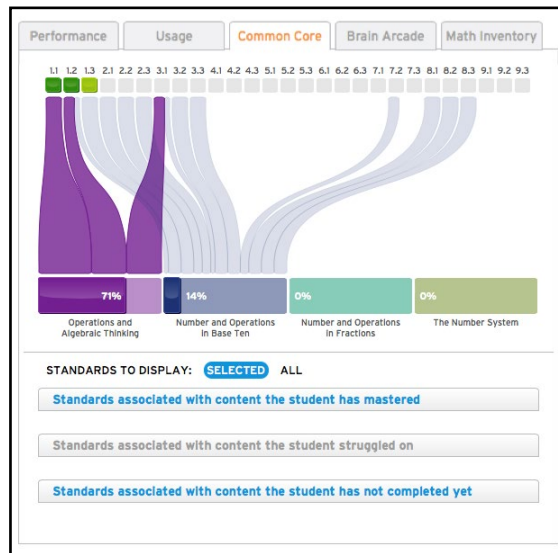 Performance Usage Common Core Brain Arcade Math Inventory
1.1 1.2 1.3 2.1 2.2 2.3 3.1 3.2 3.3 4.1 4.2 4.3 5.1 5.2 5.3 6.1 6.2 6.3 7.1 7.2 7.3 8.1 8.2 8.3 9.1 9.2 9.3
71% 14% 0% 0%
Operations and Number and Operations Number and Operations The Number System
Algebraic Thinking in Base Ten in Fractions
STANDARDS TO DISPLAY: SELECTED ALL
Standards associated with content the student has mastered
Standards associated with content the student struggled on
Standards associated with content the student has not completed yet